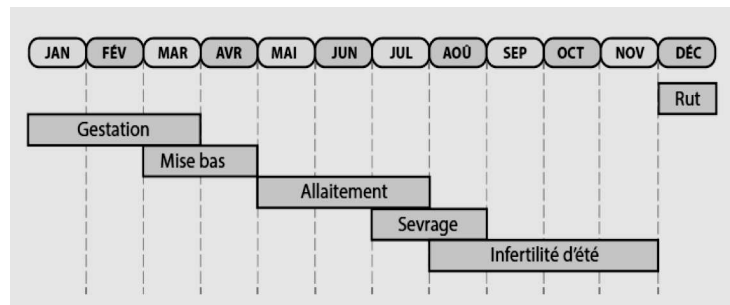 JAN FÉV MAR AVR MAI JUN JUL AOÛ SEP OCT NOV DÉC
Rut
Gestation
Mise bas
Allaitement
Sevrage
Infertilité d'été